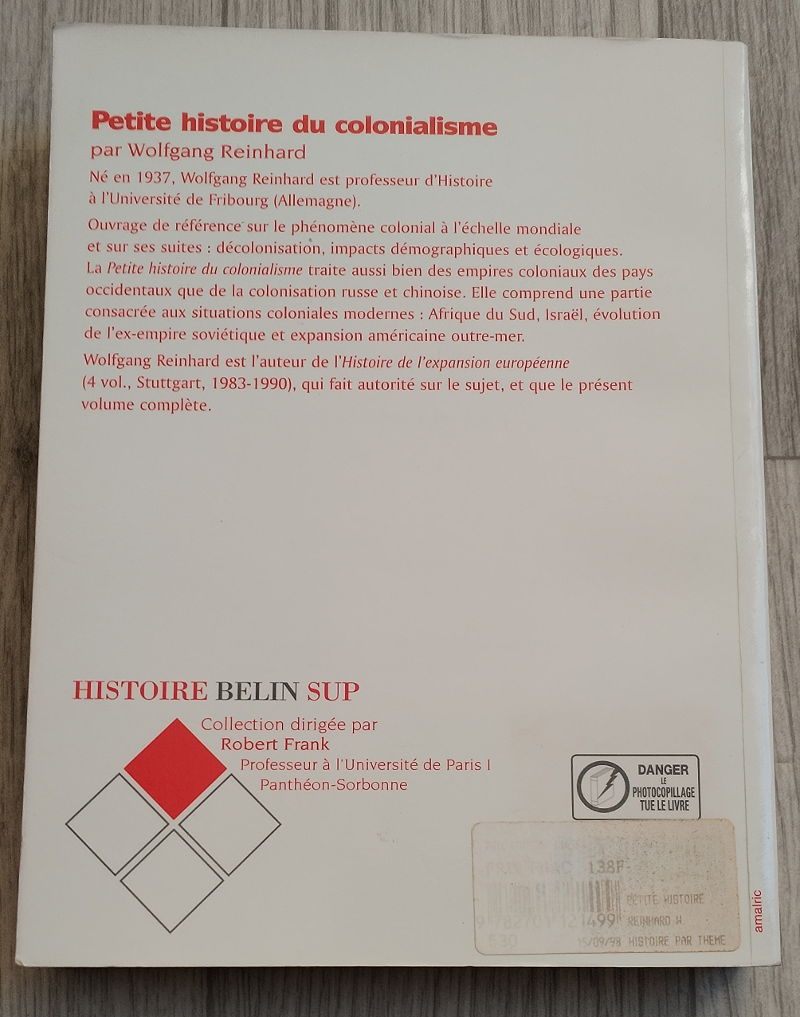 Petite histoire du colonialisme
par Wolfgang Reinhard
Né en 1937, Wolfgang Reinhard est professeur d'Histoire
à l'Université de Fribourg (Allemagne).
Ouvrage de référence sur le phénomène colonial à l'échelle mondiale
et sur ses suites : décolonisation, impacts démographiques et écologiques.
La Petite histoire du colonialisme traite aussi bien des empires coloniaux des pays
occidentaux que de la colonisation russe et chinoise. Elle comprend une partie
consacrée aux situations coloniales modernes : Afrique du Sud, Israël, évolution
de l'ex-empire soviétique et expansion américaine outre-mer.
Wolfgang Reinhard est l'auteur de l'Histoire de l'expansion européenne
(4 vol., Stuttgart, 1983-1990), qui fait autorité sur le sujet, et que le présent
volume complète.
HISTOIRE BELIN SUP
Collection dirigée par
Robert Frank
Professeur à l'Université de Paris I
Panthéon-Sorbonne
DANGER
LE
PHOTOCOPILLAGE
TUE LE LIVRE
138F
PETITE HISTOIRE
REINHARD W.
530
15/09/98 HISTOIRE PAR THEME
amalric